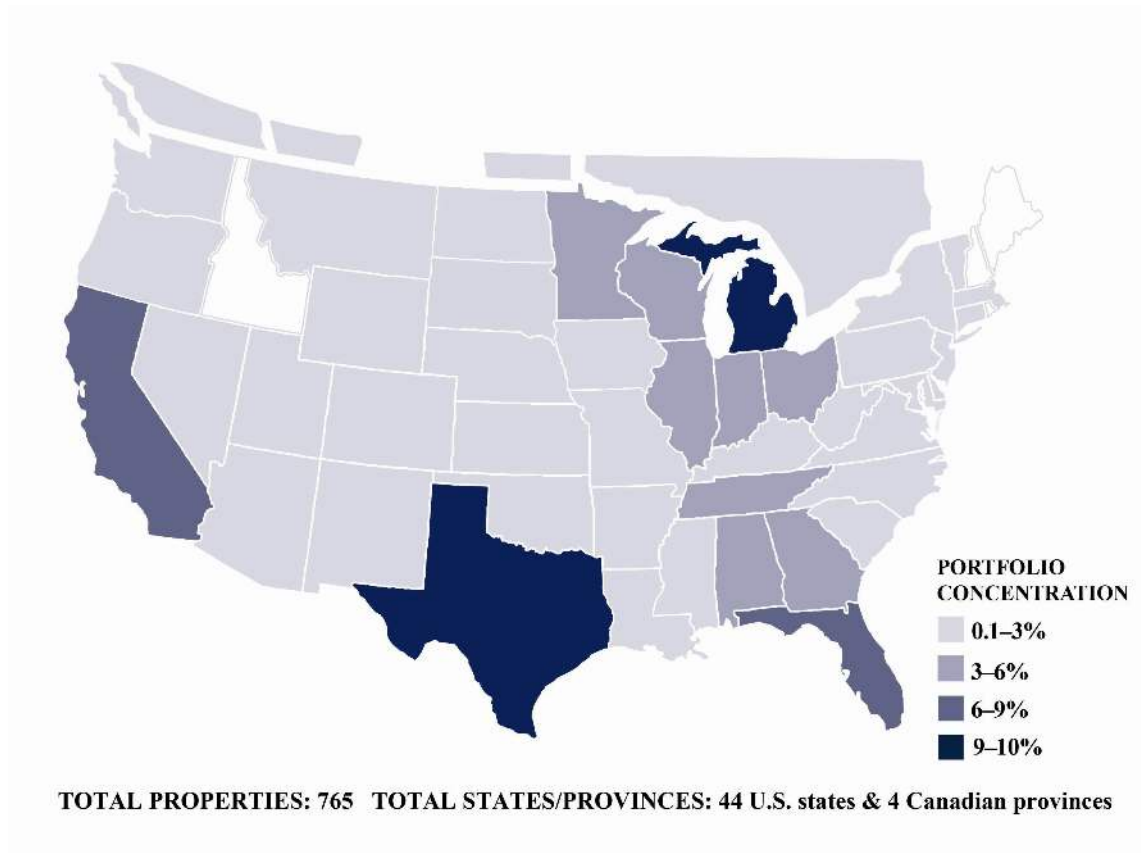 PORTFOLIO
CONCENTRATION
0.1–3%
3–6%
6–9%
9–10%
TOTAL PROPERTIES: 765 TOTAL STATES/PROVINCES: 44 U.S. states & 4 Canadian provinces